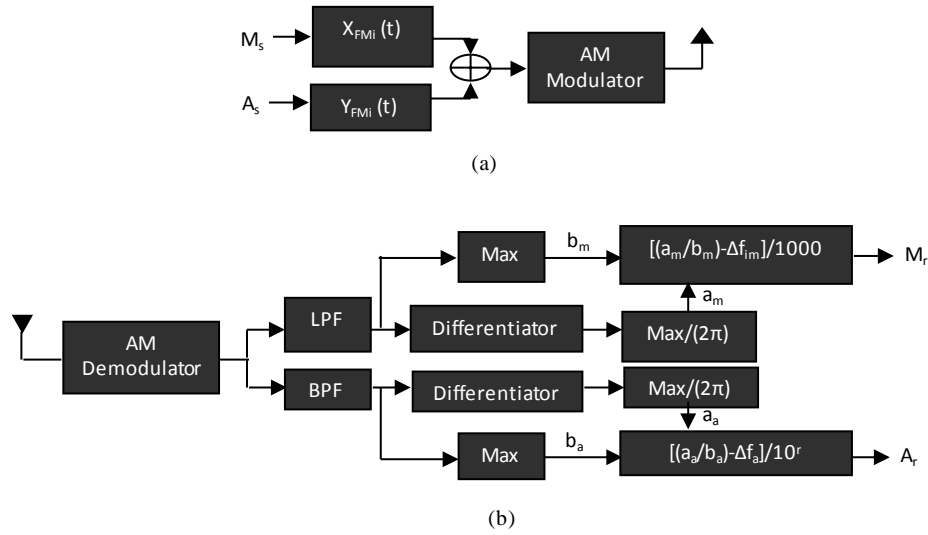 M_s
X_FMi (t)
AM
Modulator
A_s
Y_FMi (t)
(a)
Max
b_m
[(a_m/b_m)-Δf_im]/1000
M_r
a_m
LPF
Differentiator
Max/(2π)
AM
Demodulator
BPF
Differentiator
Max/(2π)
a_a
Max
b_a
[(a_a/b_a)-Δf_a]/10^r
A_r
(b)